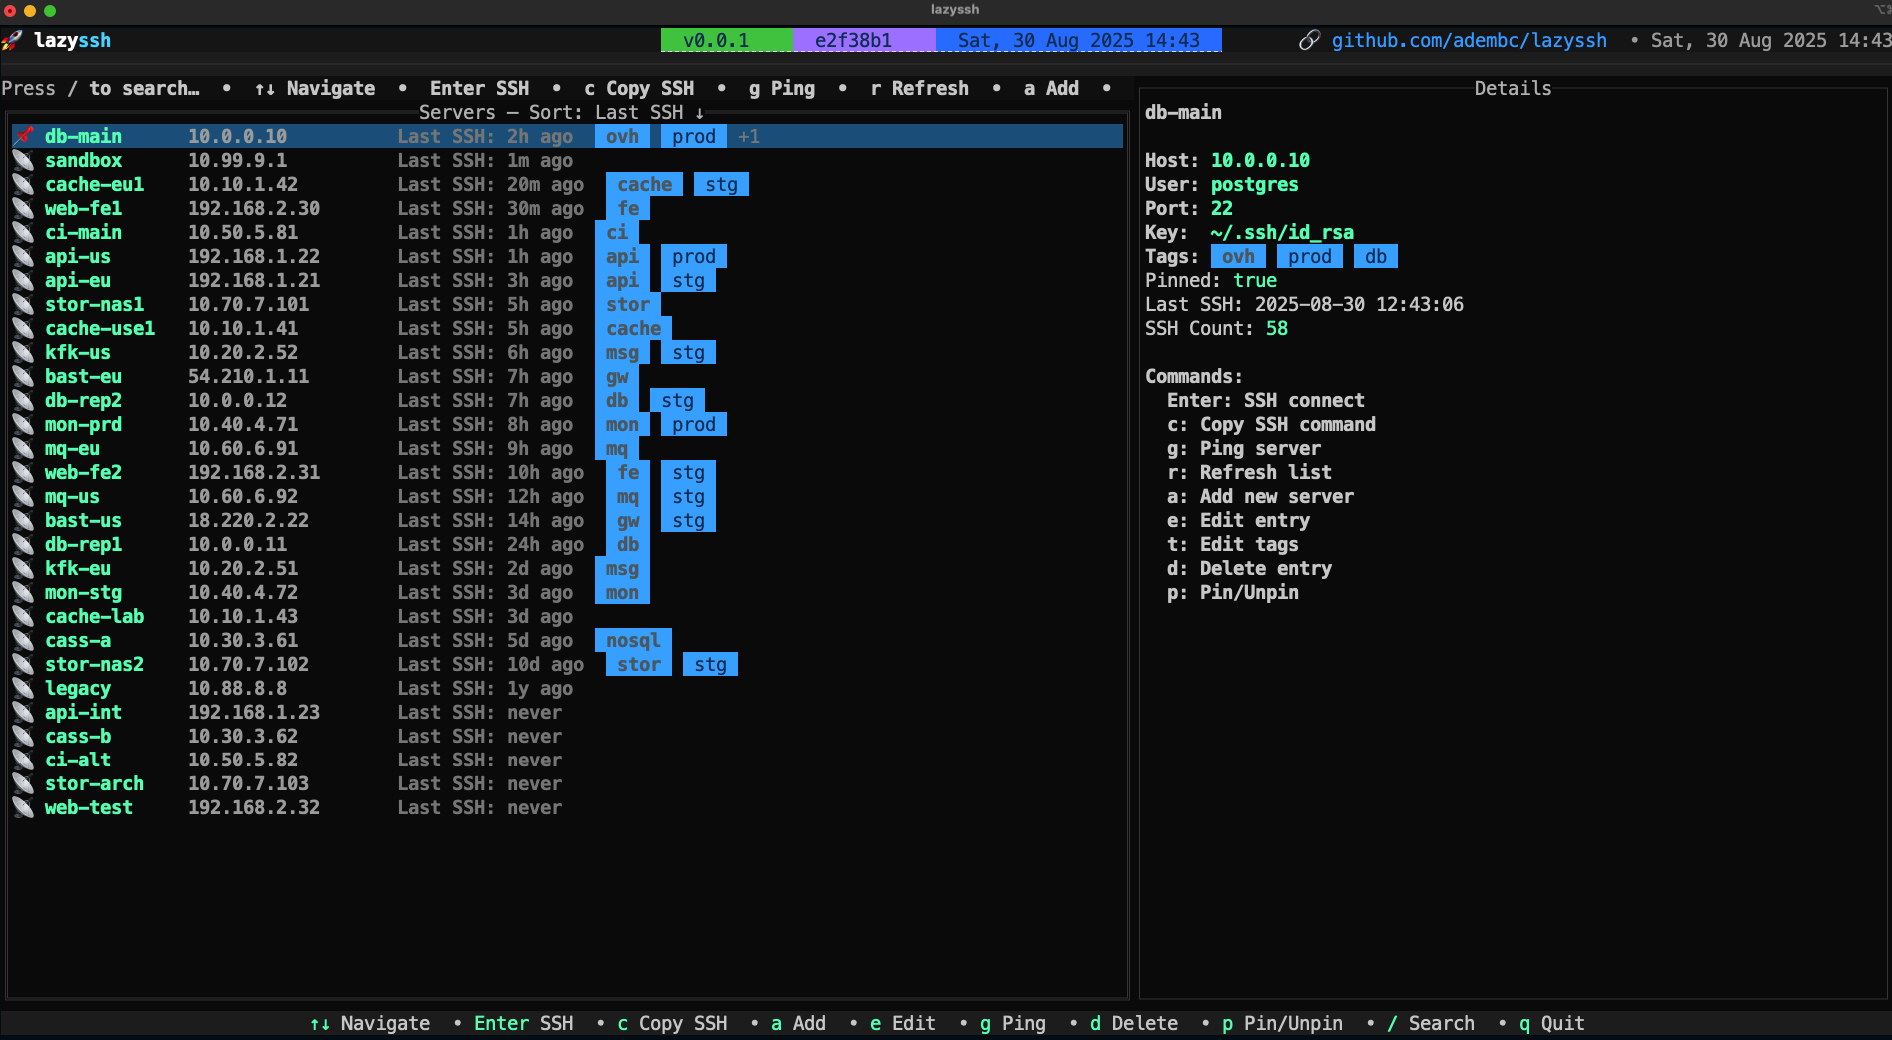 lazyssh
lazyssh v0.0.1 e2f38b1 Sat, 30 Aug 2025 14:43 github.com/adembc/lazyssh • Sat, 30 Aug 2025 14:43
Press / to search… • ↑↓ Navigate • Enter SSH • c Copy SSH • g Ping • r Refresh • a Add •
Servers — Sort: Last SSH ↓
db-main 10.0.0.10 Last SSH: 2h ago ovh prod +1
sandbox 10.99.9.1 Last SSH: 1m ago
cache-eu1 10.10.1.42 Last SSH: 20m ago cache stg
web-fe1 192.168.2.30 Last SSH: 30m ago fe
ci-main 10.50.5.81 Last SSH: 1h ago ci
api-us 192.168.1.22 Last SSH: 1h ago api prod
api-eu 192.168.1.21 Last SSH: 3h ago api stg
stor-nas1 10.70.7.101 Last SSH: 5h ago stor
cache-use1 10.10.1.41 Last SSH: 5h ago cache
kfk-us 10.20.2.52 Last SSH: 6h ago msg stg
bast-eu 54.210.1.11 Last SSH: 7h ago gw
db-rep2 10.0.0.12 Last SSH: 7h ago db stg
mon-prd 10.40.4.71 Last SSH: 8h ago mon prod
mq-eu 10.60.6.91 Last SSH: 9h ago mq
web-fe2 192.168.2.31 Last SSH: 10h ago fe stg
mq-us 10.60.6.92 Last SSH: 12h ago mq stg
bast-us 18.220.2.22 Last SSH: 14h ago gw stg
db-rep1 10.0.0.11 Last SSH: 24h ago db
kfk-eu 10.20.2.51 Last SSH: 2d ago msg
mon-stg 10.40.4.72 Last SSH: 3d ago mon
cache-lab 10.10.1.43 Last SSH: 3d ago
cass-a 10.30.3.61 Last SSH: 5d ago nosql
stor-nas2 10.70.7.102 Last SSH: 10d ago stor stg
legacy 10.88.8.8 Last SSH: 1y ago
api-int 192.168.1.23 Last SSH: never
cass-b 10.30.3.62 Last SSH: never
ci-alt 10.50.5.82 Last SSH: never
stor-arch 10.70.7.103 Last SSH: never
web-test 192.168.2.32 Last SSH: never
Details
db-main
Host: 10.0.0.10
User: postgres
Port: 22
Key: ~/.ssh/id_rsa
Tags: ovh prod db
Pinned: true
Last SSH: 2025-08-30 12:43:06
SSH Count: 58
Commands:
Enter: SSH connect
c: Copy SSH command
g: Ping server
r: Refresh list
a: Add new server
e: Edit entry
t: Edit tags
d: Delete entry
p: Pin/Unpin
↑↓ Navigate • Enter SSH • c Copy SSH • a Add • e Edit • g Ping • d Delete • p Pin/Unpin • / Search • q Quit